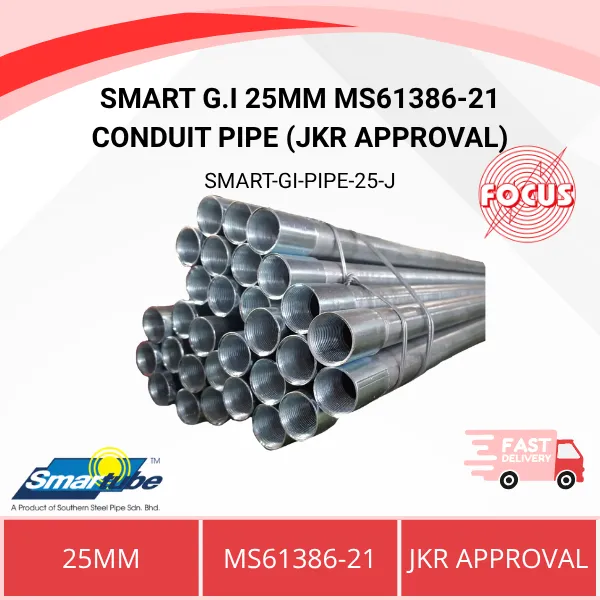 SMART G.I 25MM MS61386-21
CONDUIT PIPE (JKR APPROVAL)
SMART-GI-PIPE-25-J
FOCUS
FAST
DELIVERY
Smartube TM
A Product of Southern Steel Pipe Sdn. Bhd.
25MM
MS61386-21
JKR APPROVAL